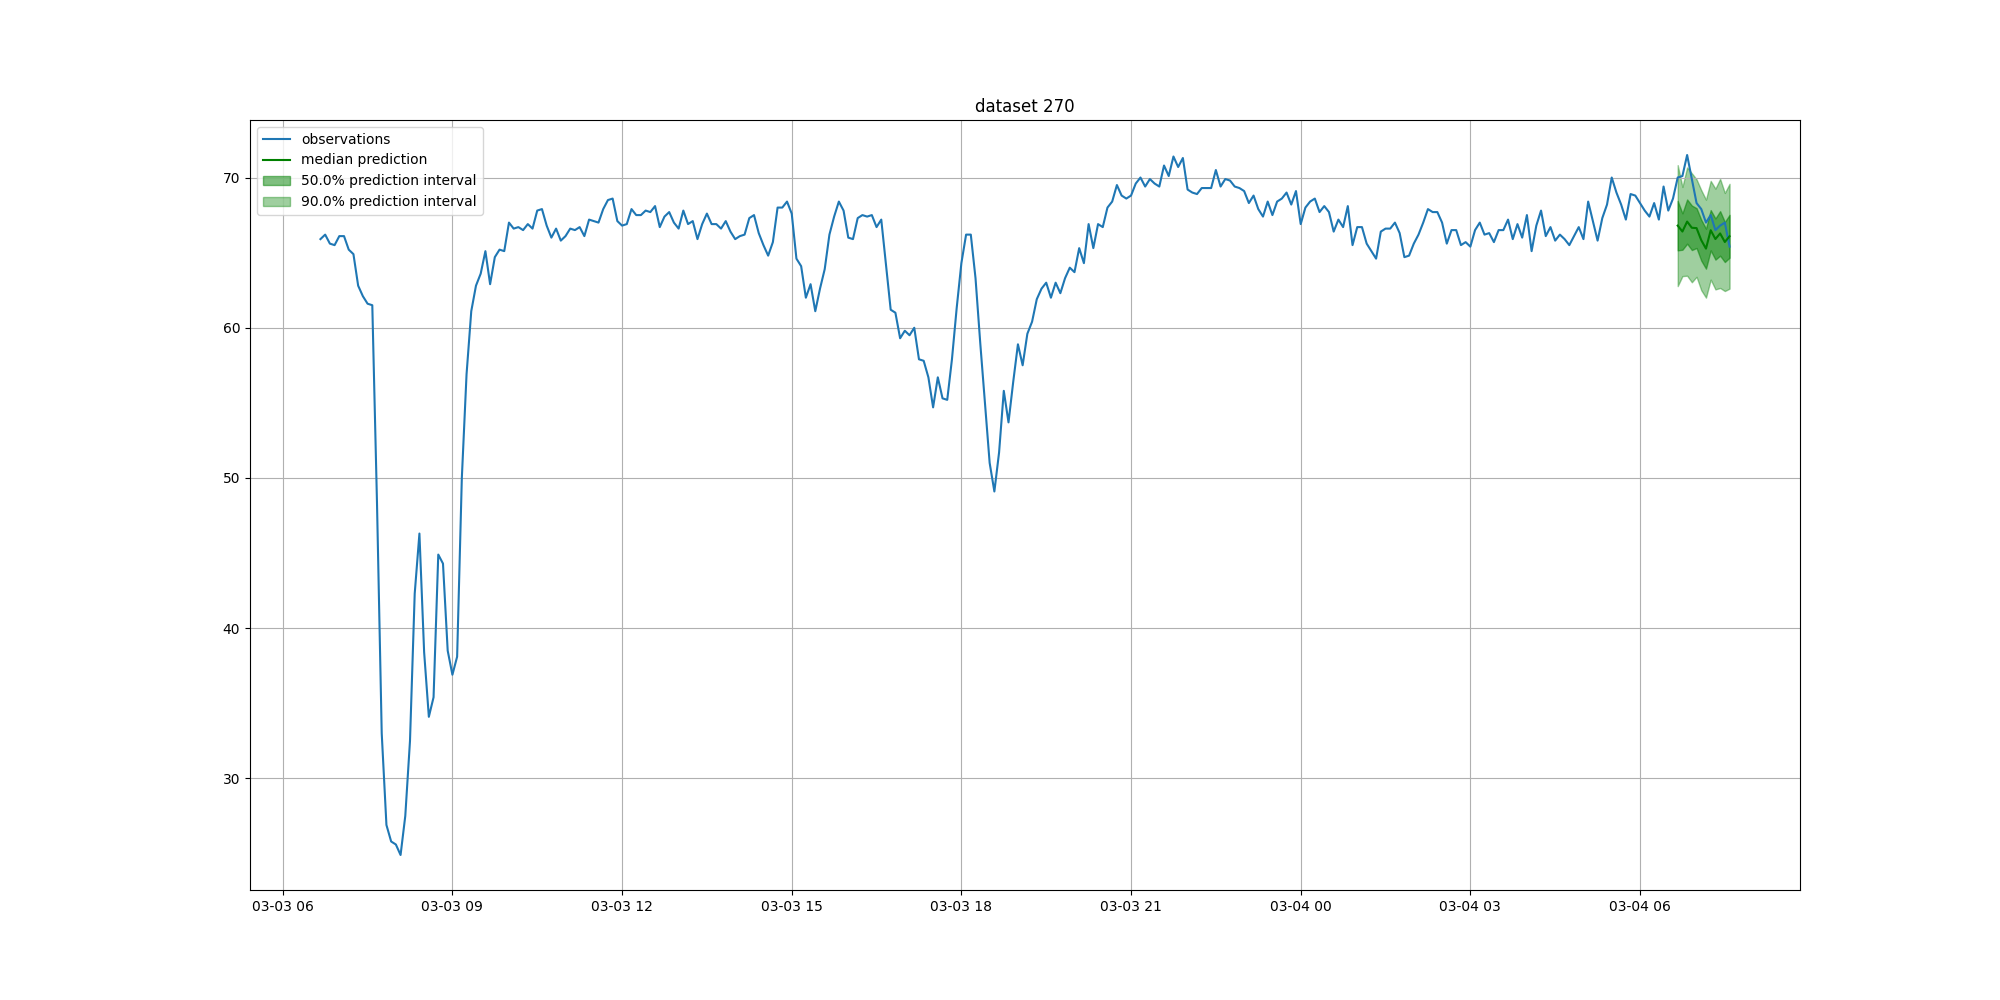 dataset 270
observations
median prediction
50.0% prediction interval
90.0% prediction interval
70
60
50
40
30
03-03 06
03-03 09
03-03 12
03-03 15
03-03 18
03-03 21
03-04 00
03-04 03
03-04 06